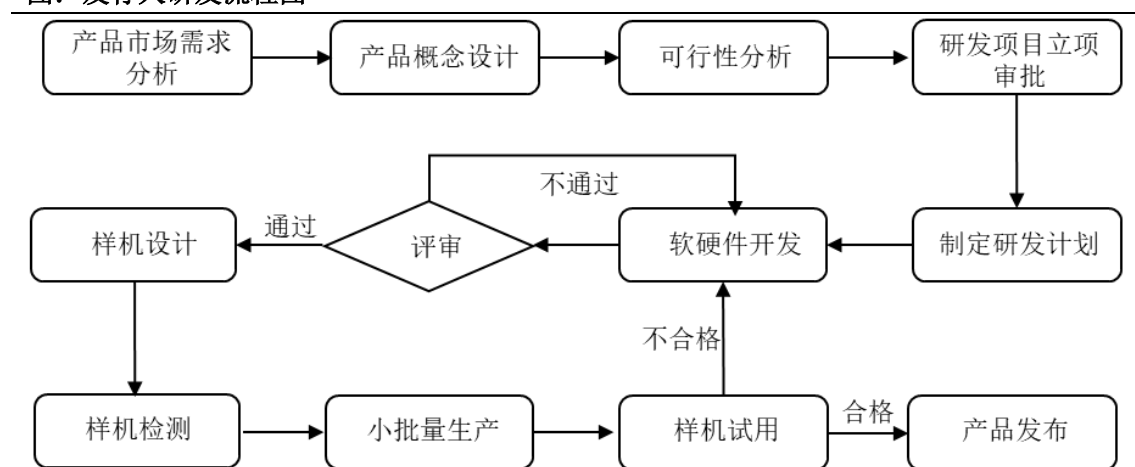 图：发行人研发流程图
产品市场需求
分析
产品概念设计
可行性分析
研发项目立项
审批
不通过
样机设计
通过
评审
软硬件开发
制定研发计划
不合格
样机检测
小批量生产
样机试用
合格
产品发布